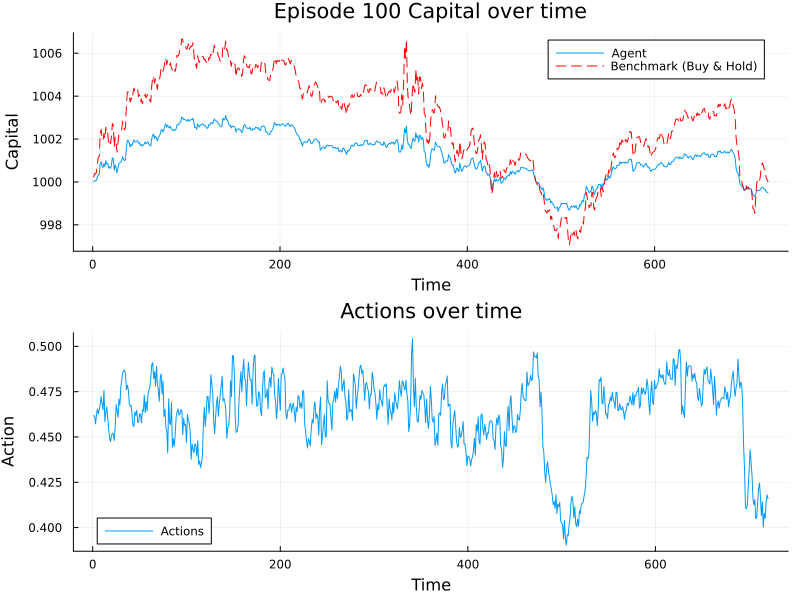 Episode 100 Capital over time
Capital
1006
1004
1002
1000
998
Agent
Benchmark (Buy & Hold)
0
200
400
600
Time
Actions over time
Action
0.500
0.475
0.450
0.425
0.400
Actions
0
200
400
600
Time